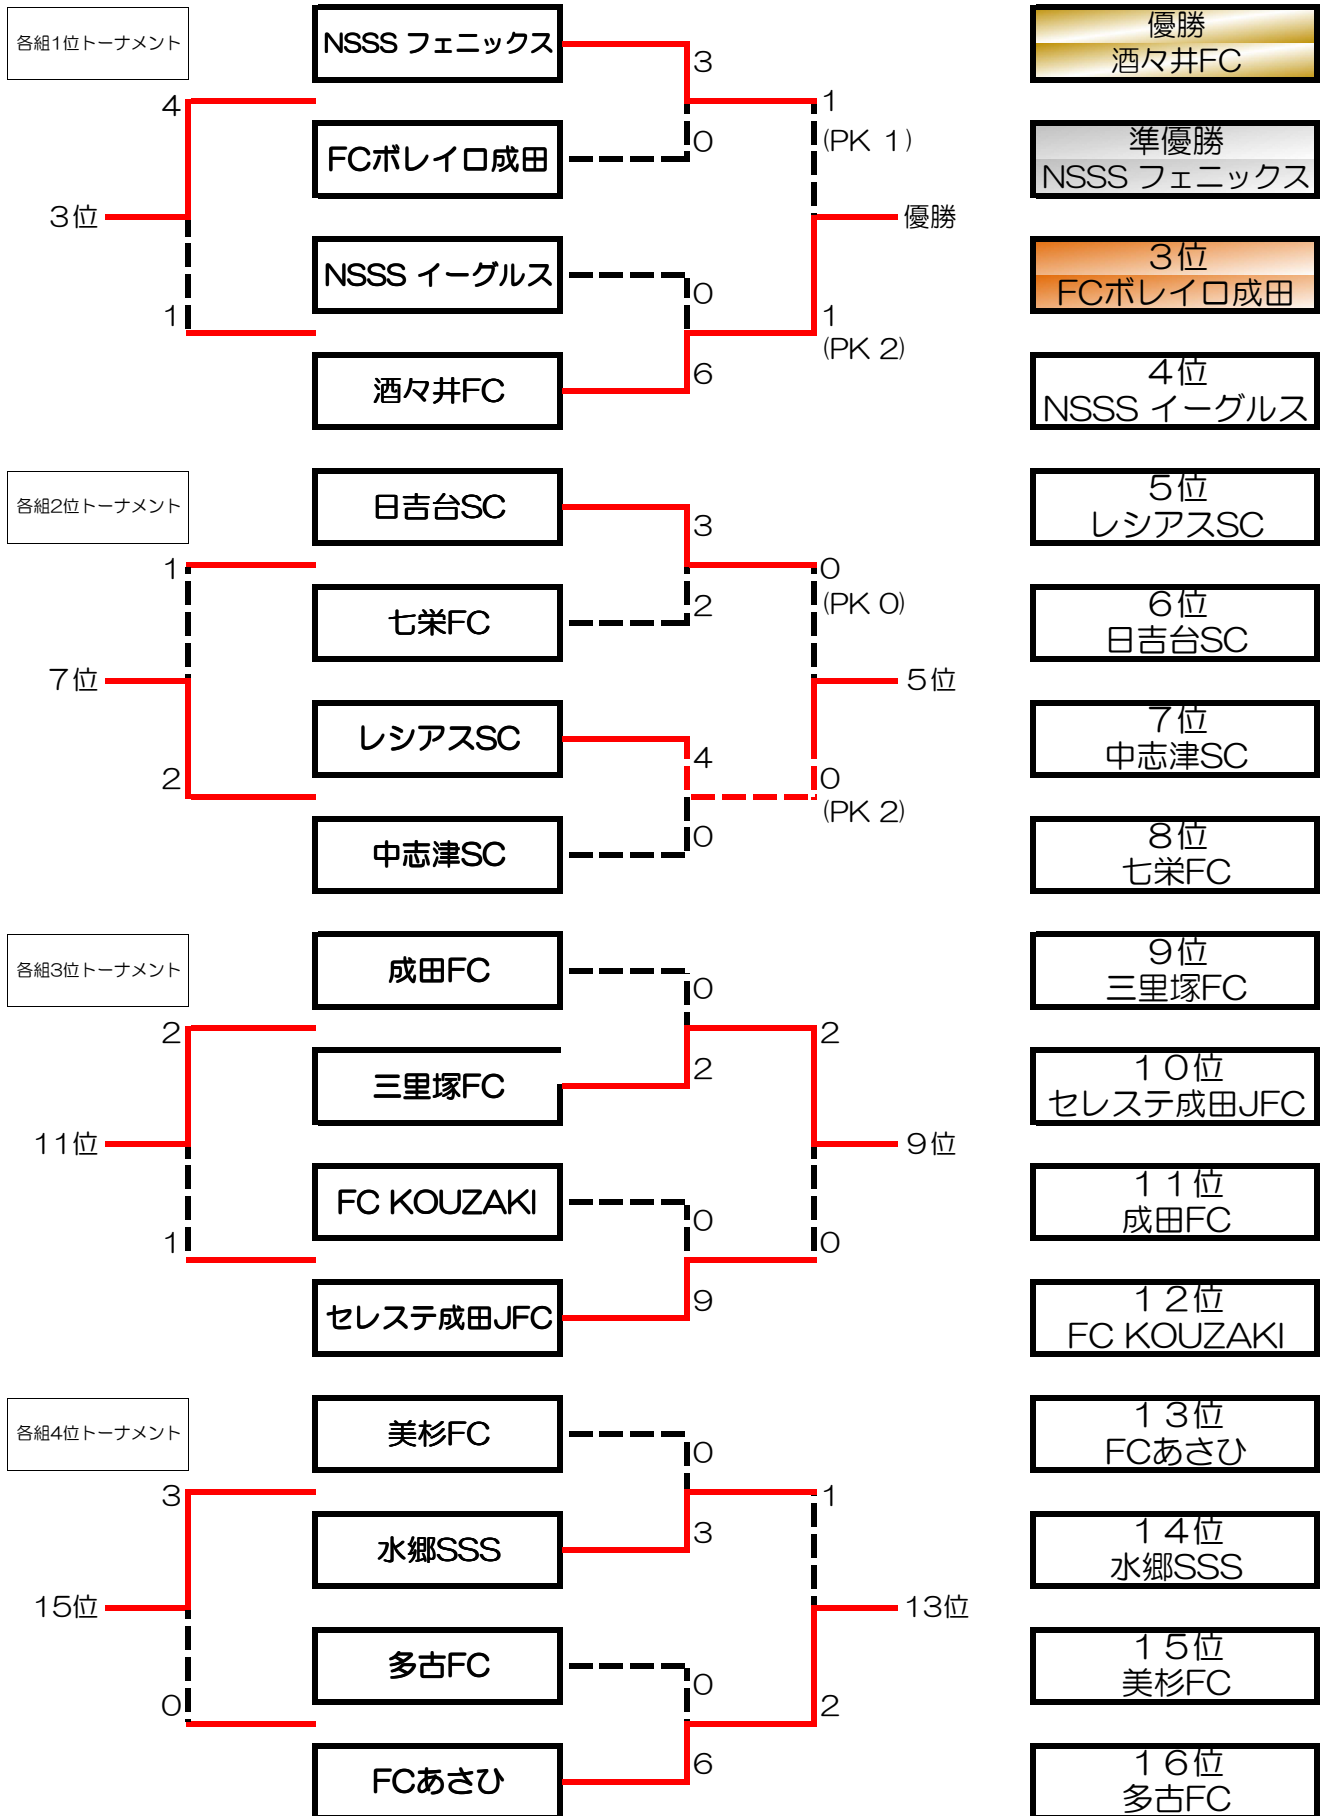 各組1位トーナメント
NSSS フェニックス
3
優勝
酒々井FC
4
1
(PK 1)
FCボレイロ成田
0
準優勝
NSSS フェニックス
3位
優勝
NSSS イーグルス
0
3位
FCボレイロ成田
1
1
(PK 2)
酒々井FC
6
4位
NSSS イーグルス
各組2位トーナメント
日吉台SC
3
5位
レシアスSC
1
0
(PK 0)
七栄FC
2
6位
日吉台SC
7位
5位
レシアスSC
4
7位
中志津SC
2
0
(PK 2)
中志津SC
0
8位
七栄FC
各組3位トーナメント
成田FC
0
9位
三里塚FC
2
2
三里塚FC
2
10位
セレステ成田JFC
11位
9位
FC KOUZAKI
0
11位
成田FC
1
0
セレステ成田JFC
9
12位
FC KOUZAKI
各組4位トーナメント
美杉FC
0
13位
FCあさひ
3
1
水郷SSS
3
14位
水郷SSS
15位
13位
多古FC
0
15位
美杉FC
0
2
FCあさひ
6
16位
多古FC